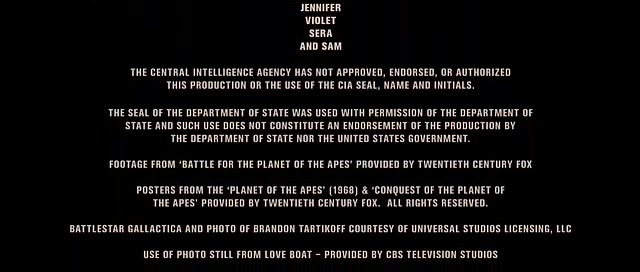 JENNIFER
VIOLET
SERA
AND SAM
THE CENTRAL INTELLIGENCE AGENCY HAS NOT APPROVED, ENDORSED, OR AUTHORIZED
THIS PRODUCTION OR THE USE OF THE CIA SEAL, NAME AND INITIALS.
THE SEAL OF THE DEPARTMENT OF STATE WAS USED WITH PERMISSION OF THE DEPARTMENT OF
STATE AND SUCH USE DOES NOT CONSTITUTE AN ENDORSEMENT OF THE PRODUCTION BY
THE DEPARTMENT OF STATE NOR THE UNITED STATES GOVERNMENT.
FOOTAGE FROM 'BATTLE FOR THE PLANET OF THE APES' PROVIDED BY TWENTIETH CENTURY FOX
POSTERS FROM THE 'PLANET OF THE APES' (1968) & 'CONQUEST OF THE PLANET OF
THE APES' PROVIDED BY TWENTIETH CENTURY FOX. ALL RIGHTS RESERVED.
BATTLESTAR GALLACTICA AND PHOTO OF BRANDON TARTIKOFF COURTESY OF UNIVERSAL STUDIOS LICENSING, LLC
USE OF PHOTO STILL FROM LOVE BOAT – PROVIDED BY CBS TELEVISION STUDIOS